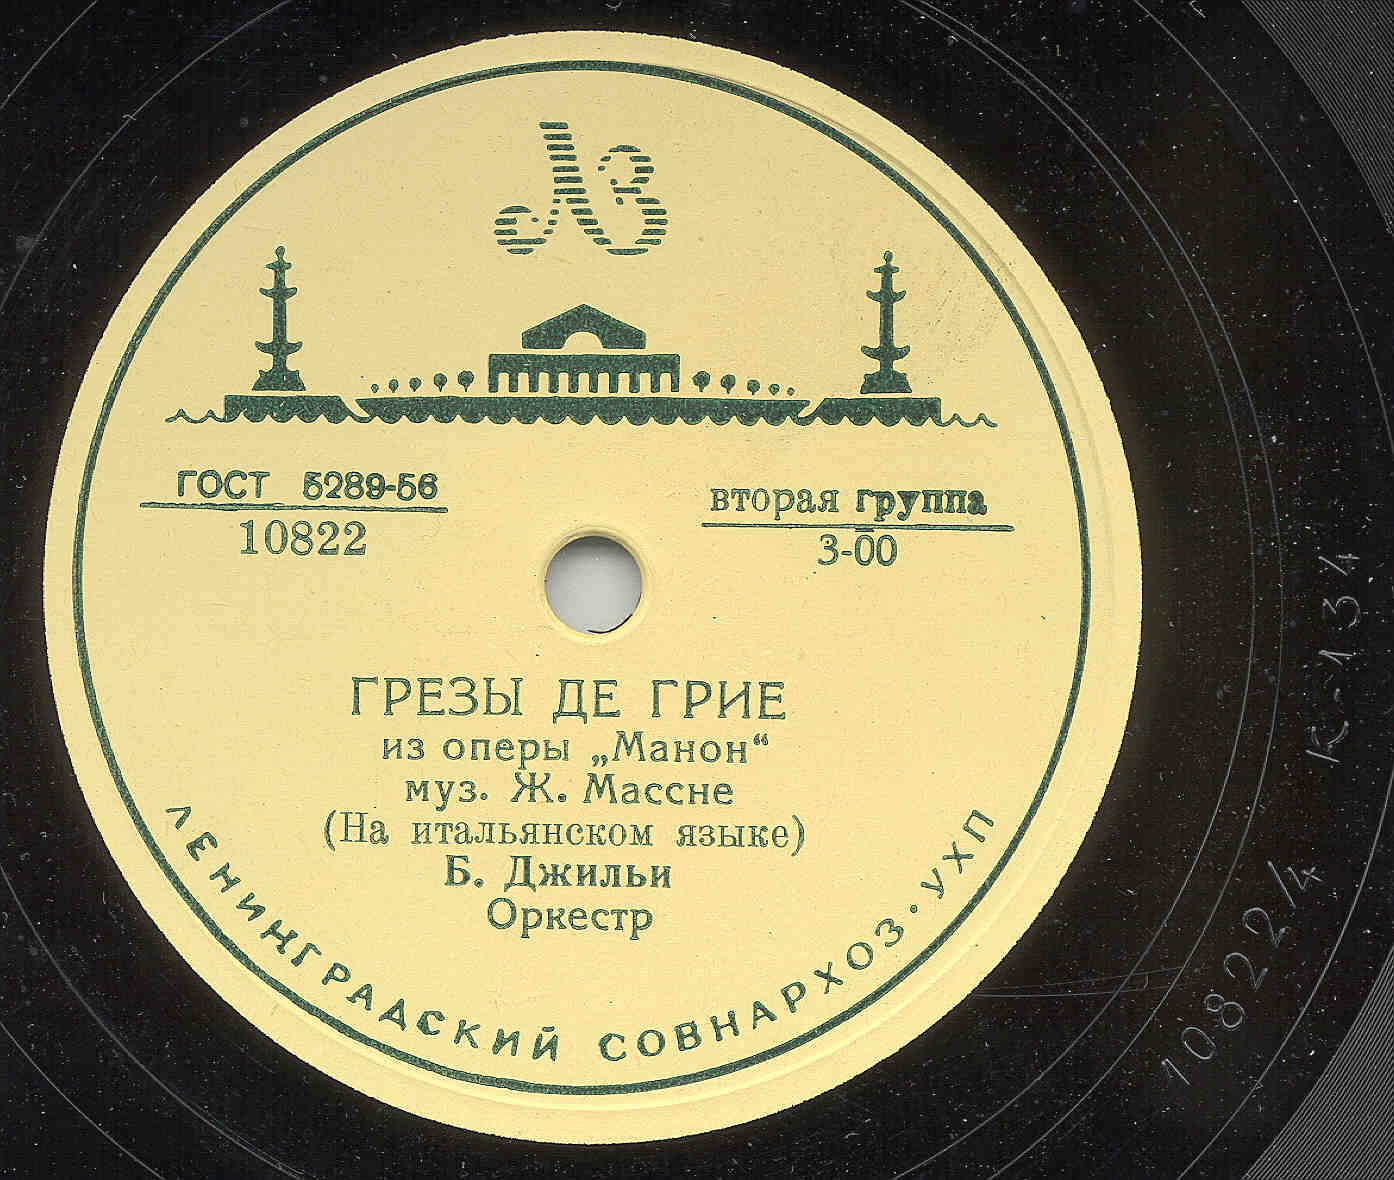 ЛЗ
ГОСТ 5289-56
10822
вторая группа
3-00
ГРЕЗЫ ДЕ ГРИЕ
из оперы „Манон“
муз. Ж. Массне
(На итальянском языке)
Б. Джильи
Оркестр
ЛЕНИНГРАДСКИЙ СОВНАРХОЗ·УХП
10822/4
К-131